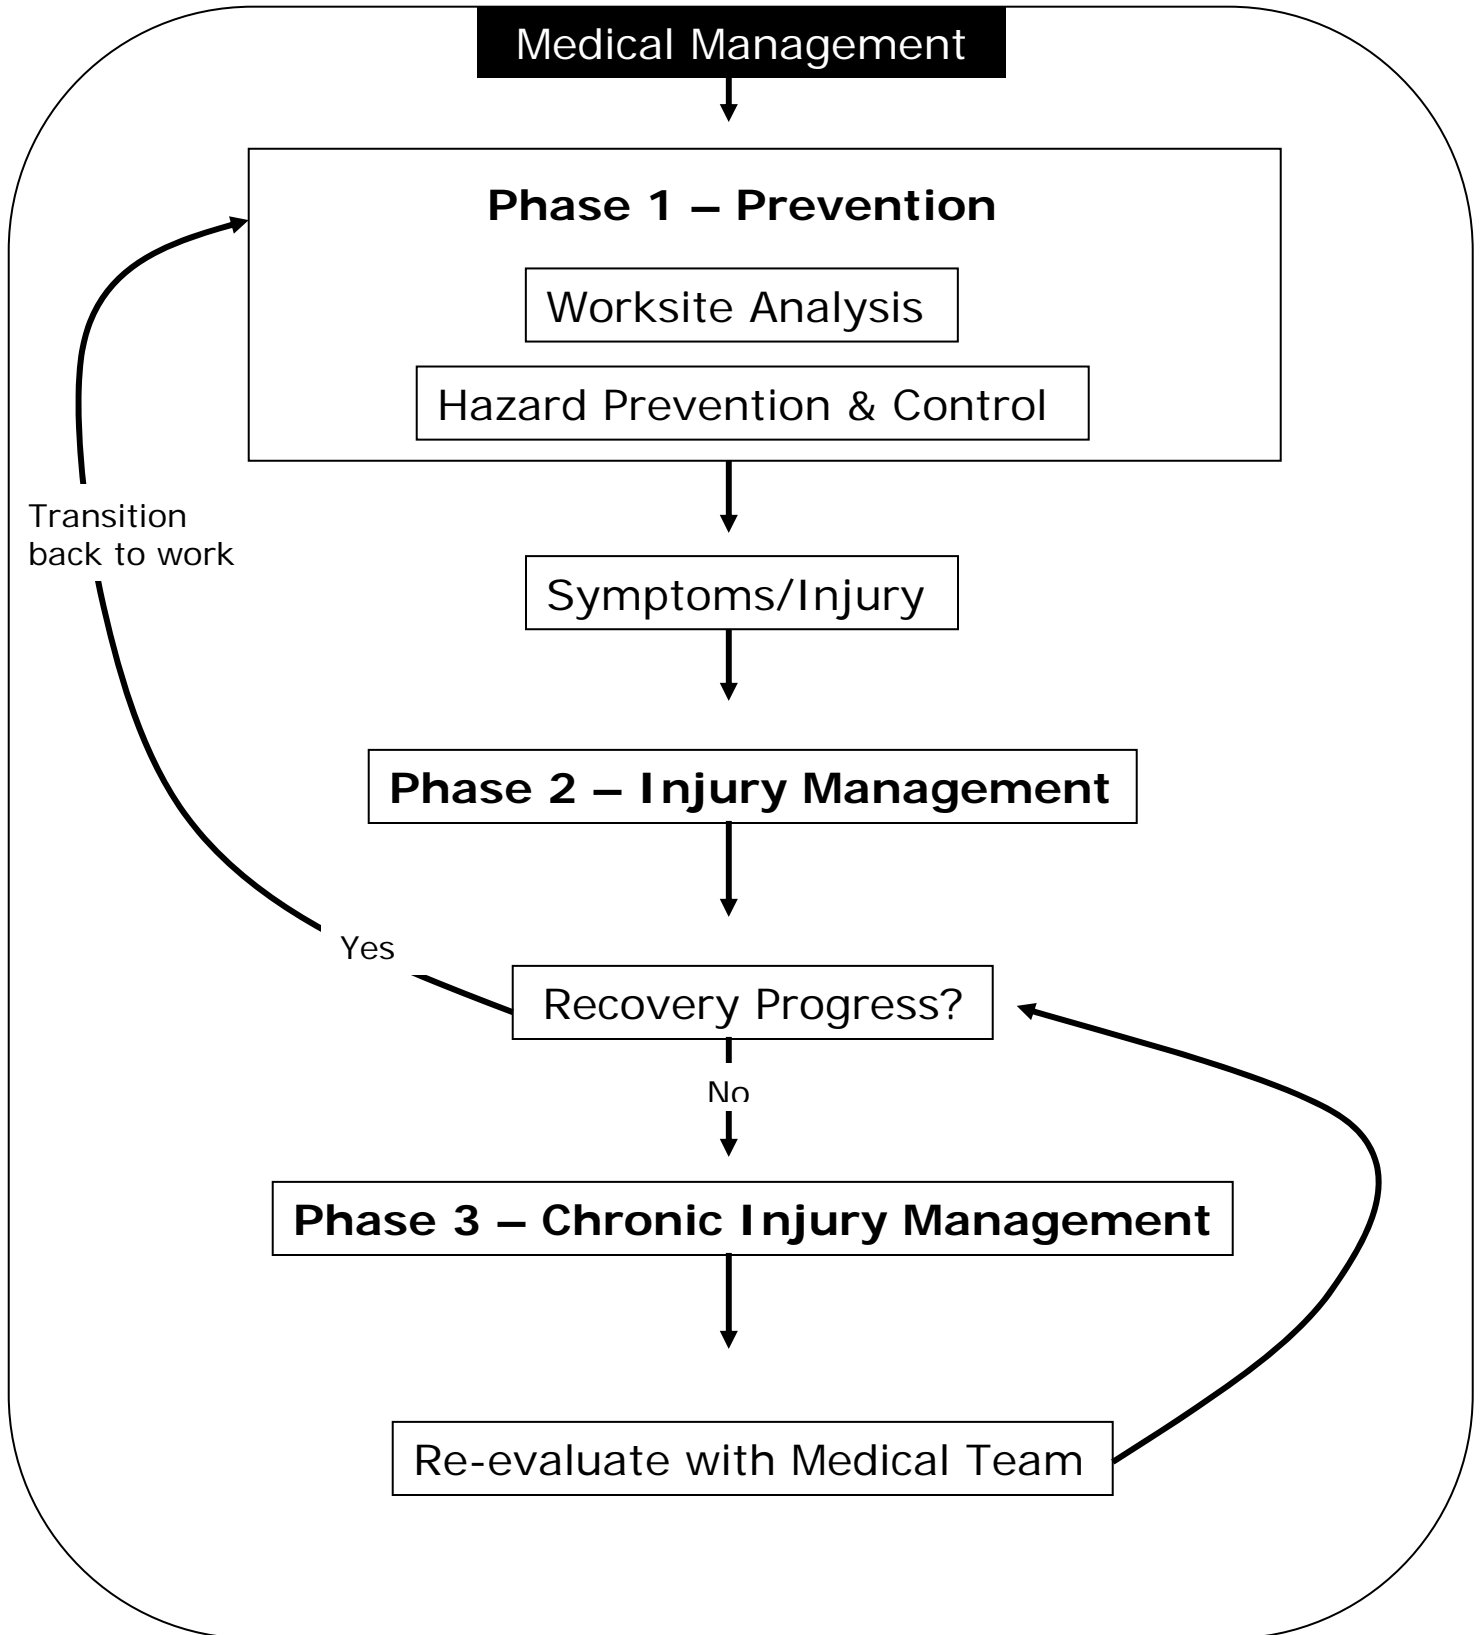 Medical Management
Phase 1 – Prevention
Worksite Analysis
Hazard Prevention & Control
Transition
back to work
Symptoms/Injury
Phase 2 – Injury Management
Yes
Recovery Progress?
No
Phase 3 – Chronic Injury Management
Re-evaluate with Medical Team